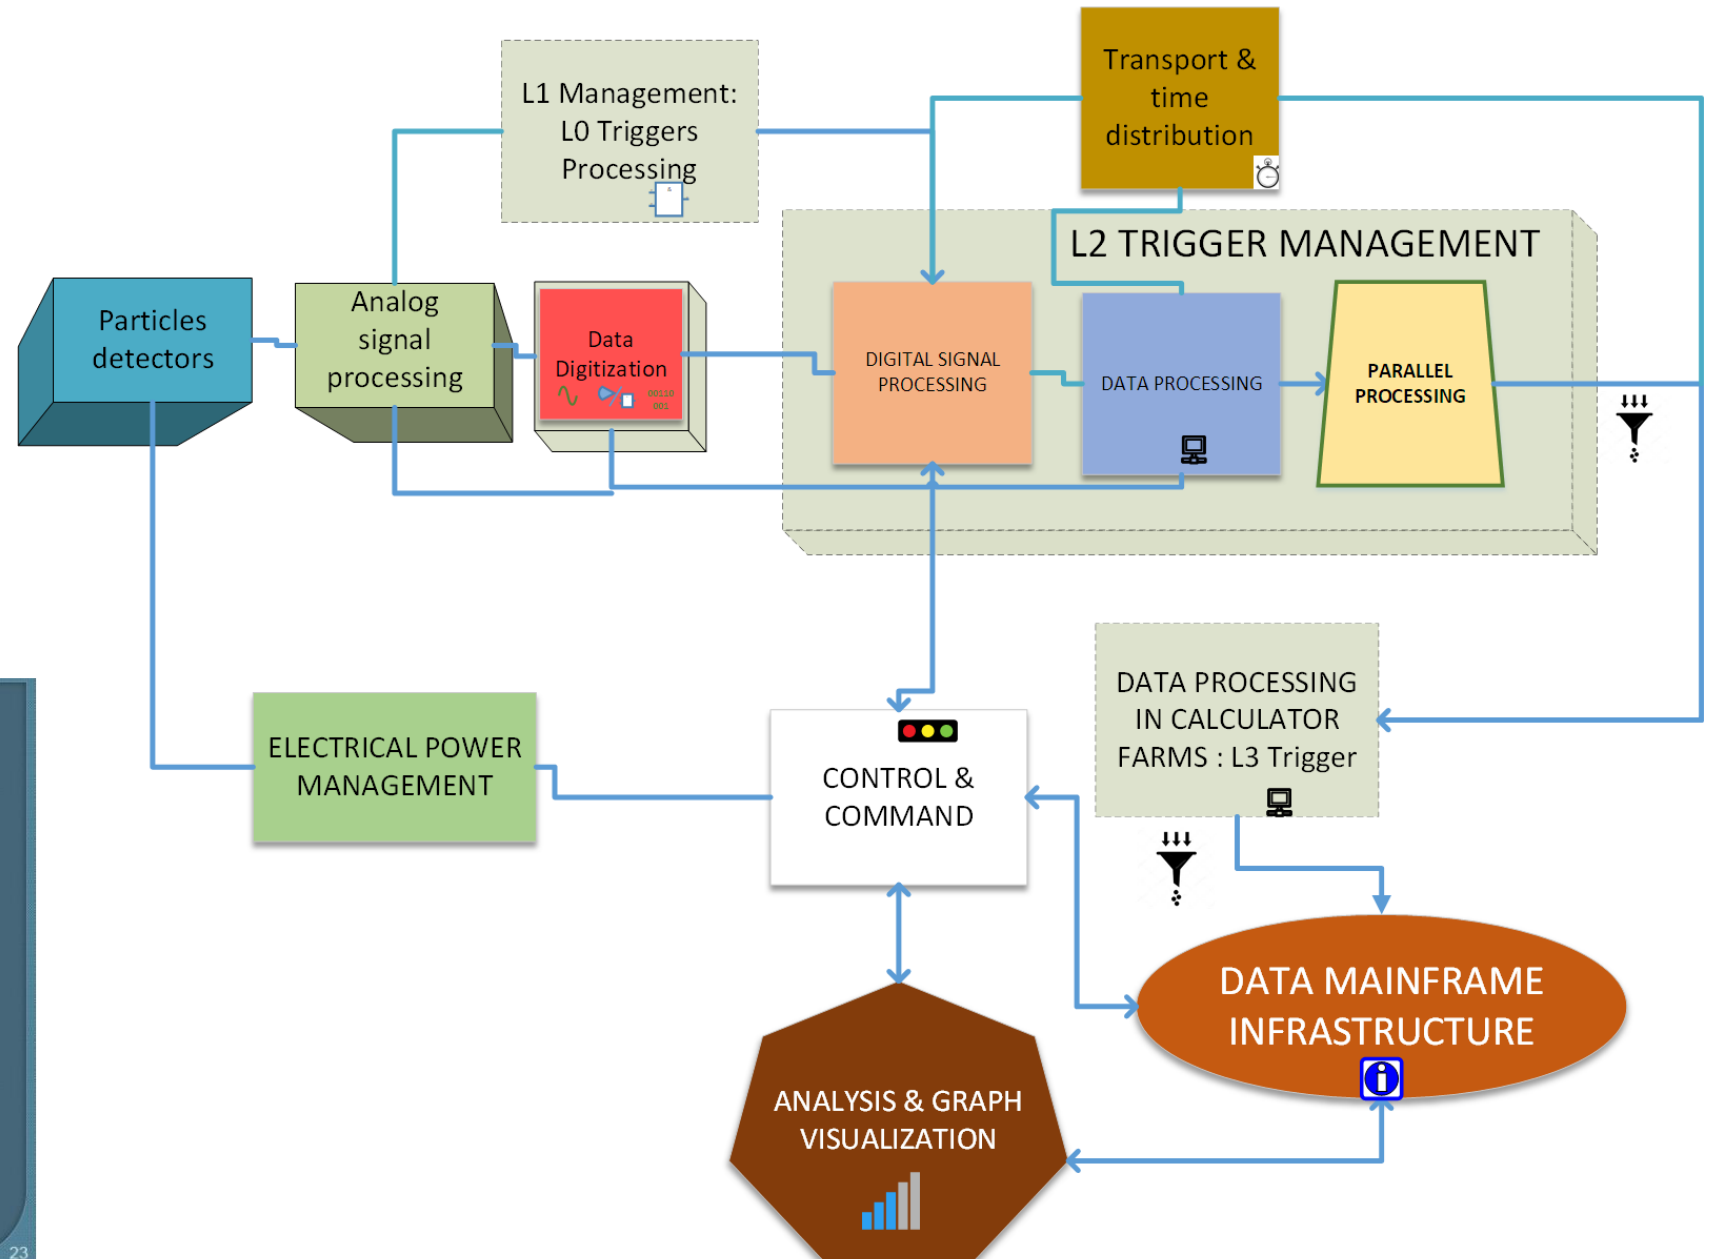 Transport &
time
distribution
L1 Management:
L0 Triggers
Processing
&
L2 TRIGGER MANAGEMENT
Particles
detectors
Analog
signal
processing
Data
Digitization
00110
001
DIGITAL SIGNAL
PROCESSING
DATA PROCESSING
PARALLEL
PROCESSING
DATA PROCESSING
IN CALCULATOR
FARMS : L3 Trigger
ELECTRICAL POWER
MANAGEMENT
CONTROL &
COMMAND
DATA MAINFRAME
INFRASTRUCTURE
i
ANALYSIS & GRAPH
VISUALIZATION
23